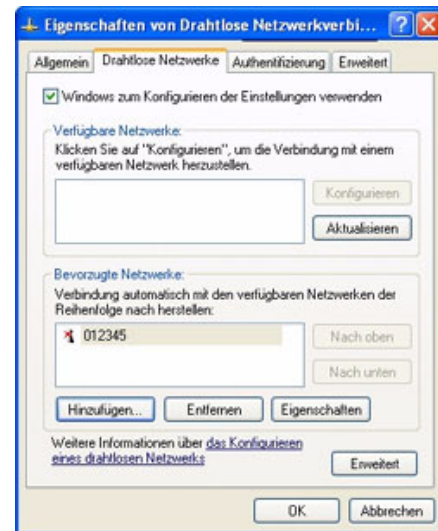 Eigenschaften von Drahtlose Netzwerkverbi...
Allgemein
Drahtlose Netzwerke
Authentifizierung
Erweitert
Windows zum Konfigurieren der Einstellungen verwenden
Verfügbare Netzwerke:
Klicken Sie auf "Konfigurieren", um die Verbindung mit einem
verfügbaren Netzwerk herzustellen.
Konfigurieren
Aktualisieren
Bevorzugte Netzwerke:
Verbindung automatisch mit den verfügbaren Netzwerken der
Reihenfolge nach herstellen:
012345
Nach oben
Nach unten
Hinzufügen...
Entfernen
Eigenschaften
Weitere Informationen über das Konfigurieren
eines drahtlosen Netzwerks
Erweitert
OK
Abbrechen